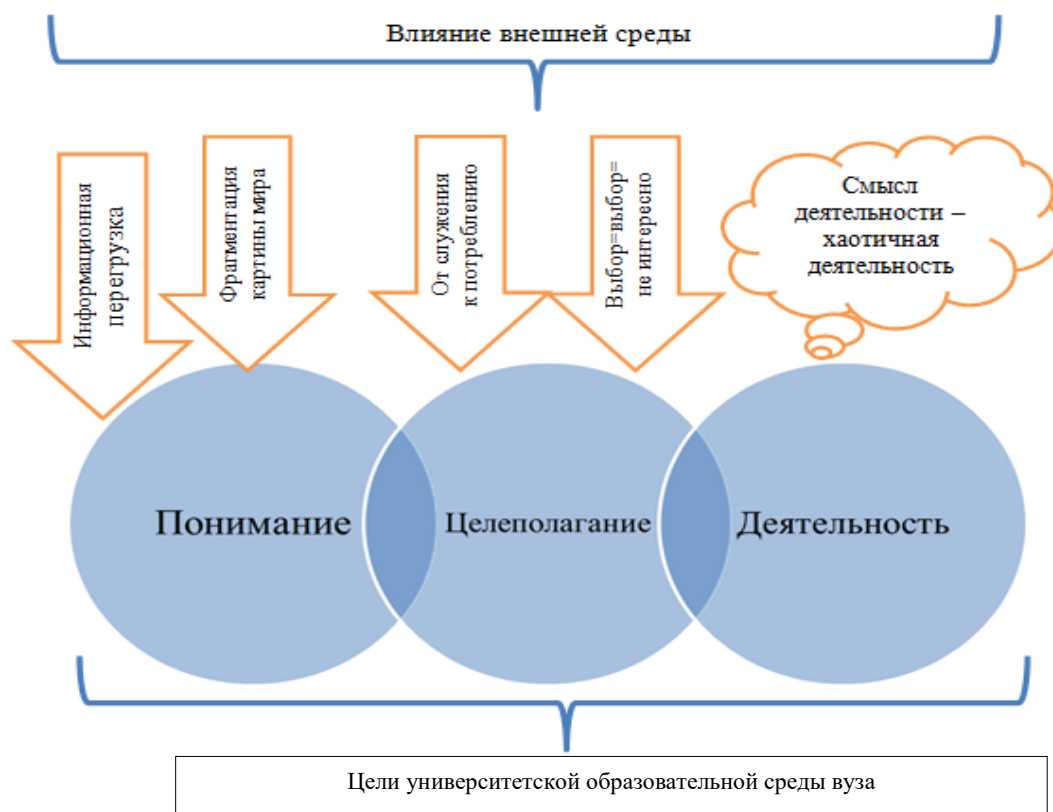 Влияние внешней среды
Информационная
перегрузка
Фрагментация
картины мира
От служения
к потреблению
Выбор=выбор=
не интересно
Смысл
деятельности –
хаотичная
деятельность
Понимание
Целеполагание
Деятельность
Цели университетской образовательной среды вуза